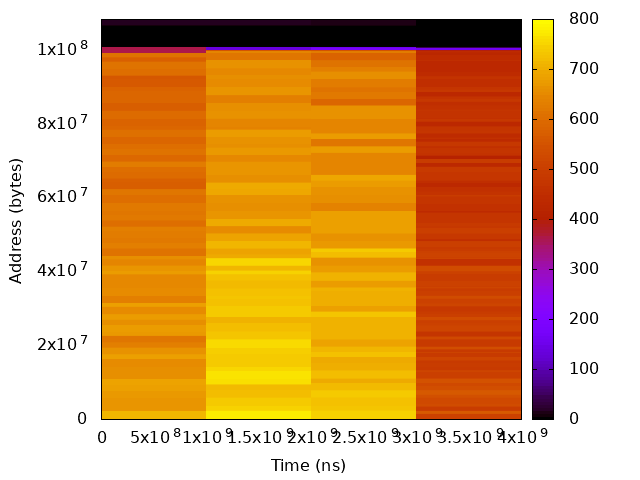 1x10^8
8x10^7
6x10^7
4x10^7
2x10^7
0
Address (bytes)
0 5x10^8 1x10^9 1.5x10^9 2x10^9 2.5x10^9 3x10^9 3.5x10^9 4x10^9
Time (ns)
800
700
600
500
400
300
200
100
0